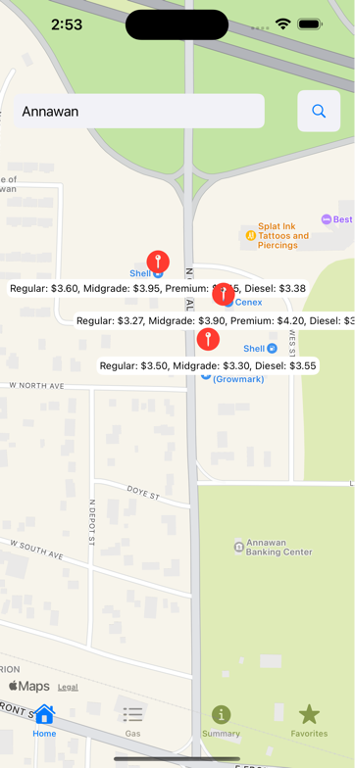 2:53
Annawan
Splat Ink
Tattoos and
Piercings
Best
Shell
Regular: $3.60, Midgrade: $3.95, Premium: 5, Diesel: $3.38
Cenex
Regular: $3.27, Midgrade: $3.90, Premium: $4.20, Diesel: $3
Shell
Regular: $3.50, Midgrade: $3.30, Diesel: $3.55
(Growmark)
W NORTH AVE
N DEPOT ST
DOYE ST
W SOUTH AVE
Annawan
Banking Center
Maps Legal
Home
Gas
Summary
Favorites